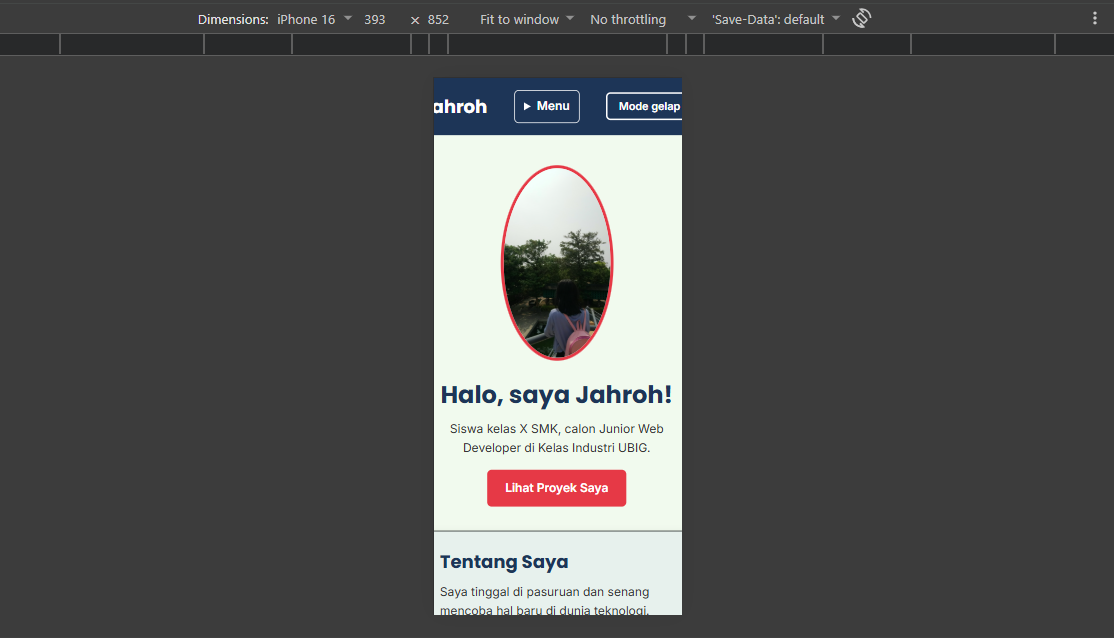 Dimensions: iPhone 16 393 × 852 Fit to window No throttling 'Save-Data': default
ahroh ▶ Menu Mode gelap
Halo, saya Jahroh!
Siswa kelas X SMK, calon Junior Web
Developer di Kelas Industri UBIG.
Lihat Proyek Saya
Tentang Saya
Saya tinggal di pasuruan dan senang
mencoba hal baru di dunia teknologi.